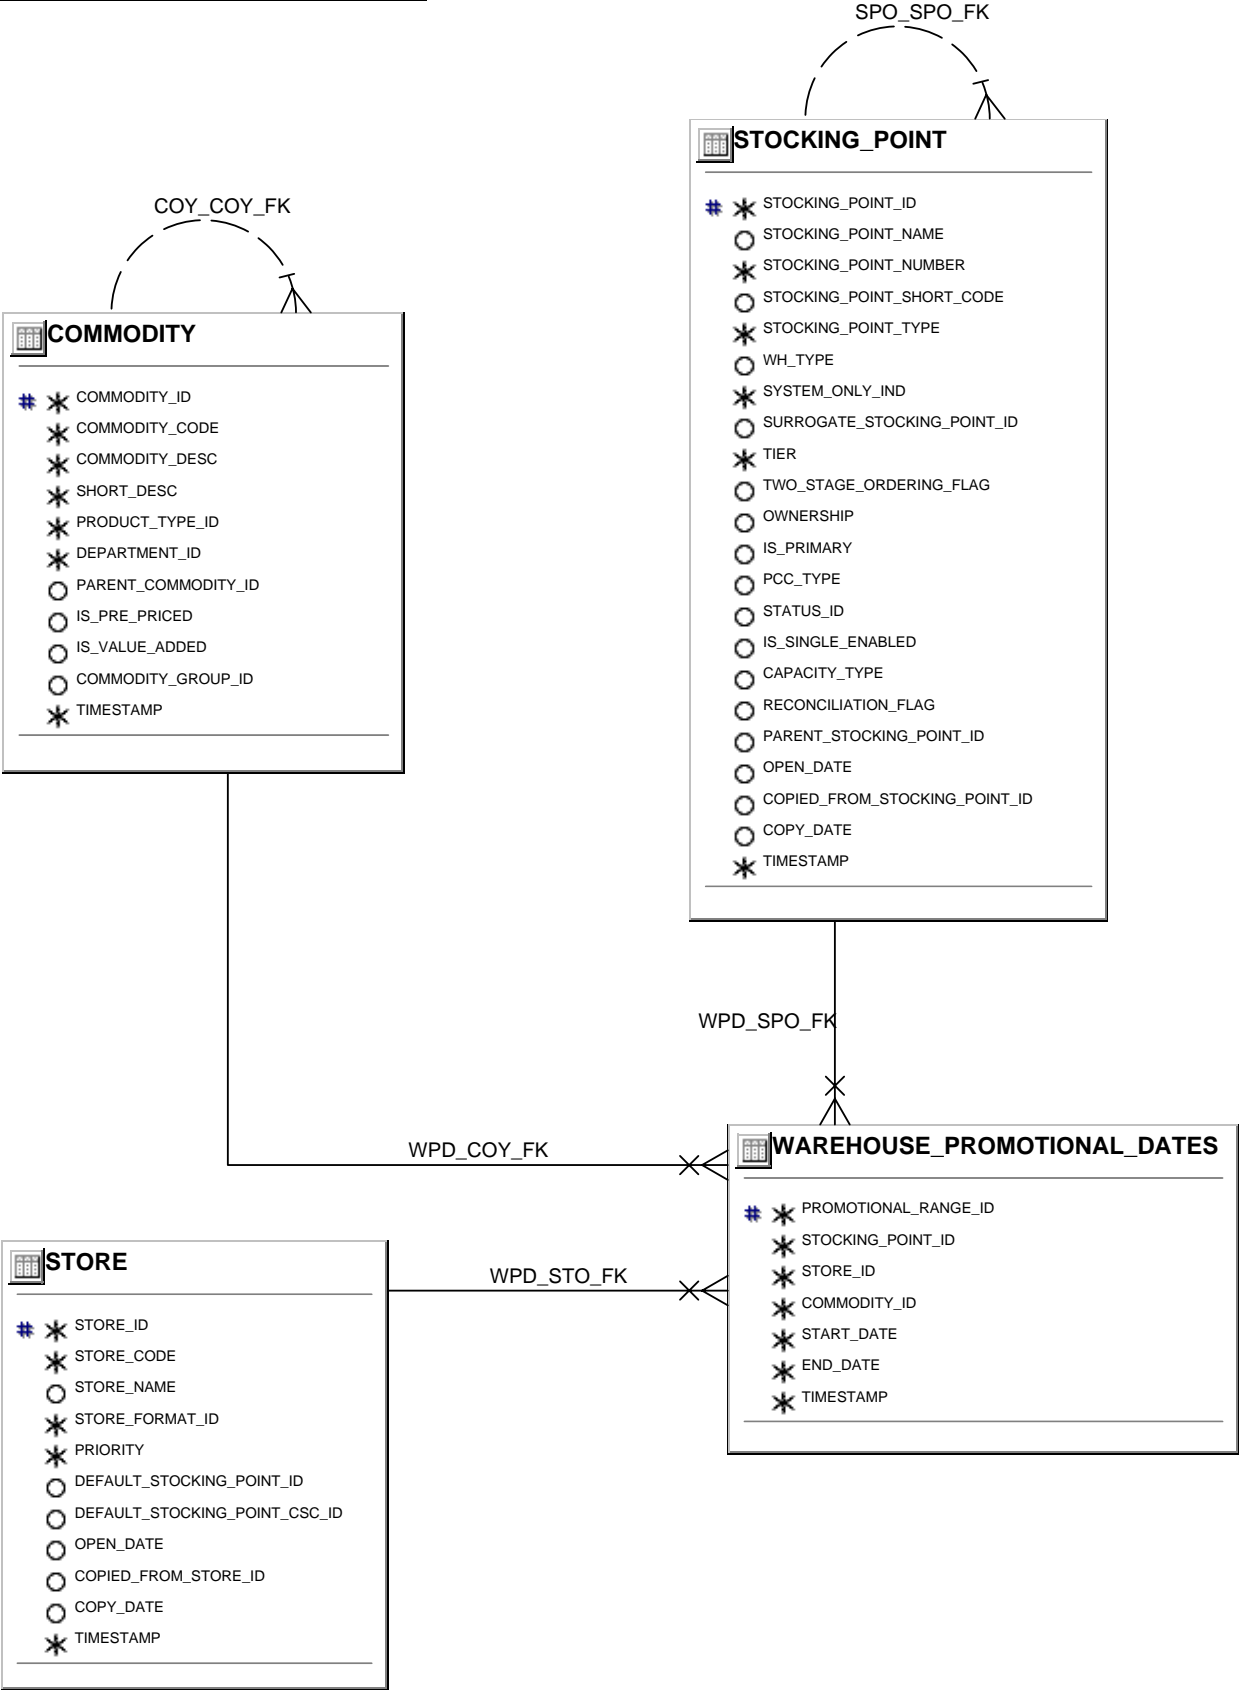 SPO_SPO_FK
STOCKING_POINT
# STOCKING_POINT_ID
STOCKING_POINT_NAME
STOCKING_POINT_NUMBER
STOCKING_POINT_SHORT_CODE
STOCKING_POINT_TYPE
WH_TYPE
SYSTEM_ONLY_IND
SURROGATE_STOCKING_POINT_ID
TIER
TWO_STAGE_ORDERING_FLAG
OWNERSHIP
IS_PRIMARY
PCC_TYPE
STATUS_ID
IS_SINGLE_ENABLED
CAPACITY_TYPE
RECONCILIATION_FLAG
PARENT_STOCKING_POINT_ID
OPEN_DATE
COPIED_FROM_STOCKING_POINT_ID
COPY_DATE
TIMESTAMP
COY_COY_FK
COMMODITY
# COMMODITY_ID
COMMODITY_CODE
COMMODITY_DESC
SHORT_DESC
PRODUCT_TYPE_ID
DEPARTMENT_ID
PARENT_COMMODITY_ID
IS_PRE_PRICED
IS_VALUE_ADDED
COMMODITY_GROUP_ID
TIMESTAMP
WPD_SPO_FK
WPD_COY_FK
WAREHOUSE_PROMOTIONAL_DATES
# PROMOTIONAL_RANGE_ID
STOCKING_POINT_ID
STORE_ID
COMMODITY_ID
START_DATE
END_DATE
TIMESTAMP
WPD_STO_FK
STORE
# STORE_ID
STORE_CODE
STORE_NAME
STORE_FORMAT_ID
PRIORITY
DEFAULT_STOCKING_POINT_ID
DEFAULT_STOCKING_POINT_CSC_ID
OPEN_DATE
COPIED_FROM_STORE_ID
COPY_DATE
TIMESTAMP